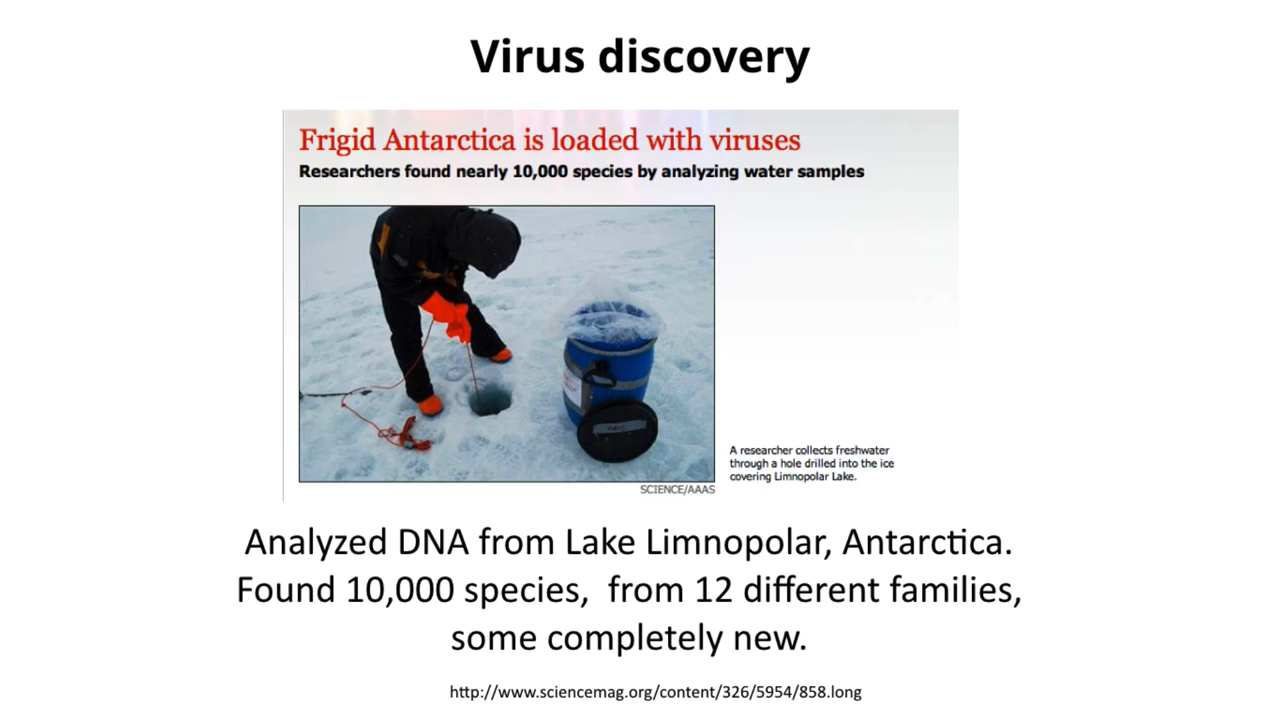 Virus discovery
Frigid Antarctica is loaded with viruses
Researchers found nearly 10,000 species by analyzing water samples
A researcher collects freshwater
through a hole drilled into the ice
covering Limnopolar Lake.
SCIENCE/AAAS
Analyzed DNA from Lake Limnopolar, Antarctica.
Found 10,000 species,  from 12 different families,
some completely new.
http://www.sciencemag.org/content/326/5954/858.long